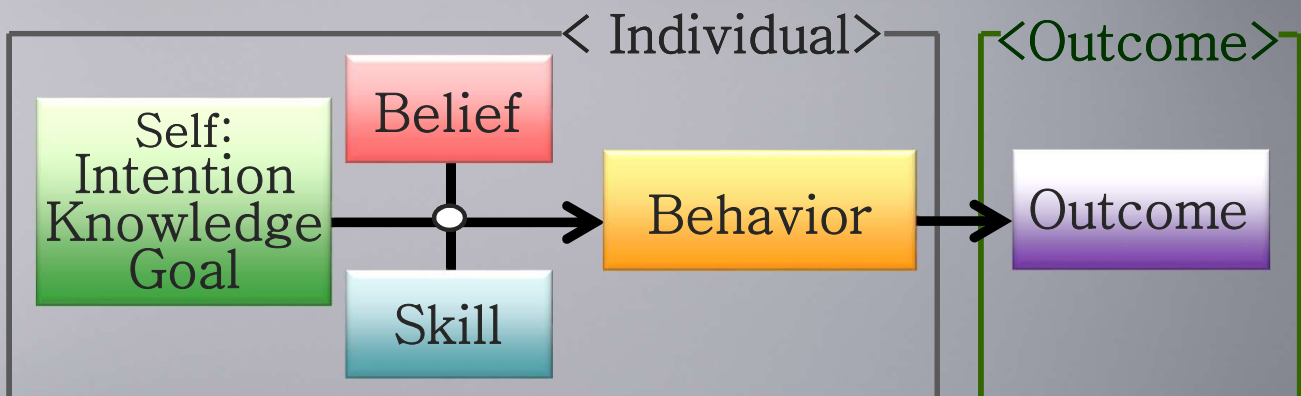 < Individual>
<Outcome>
Self:
Intention
Knowledge
Goal
Belief
Skill
Behavior
Outcome